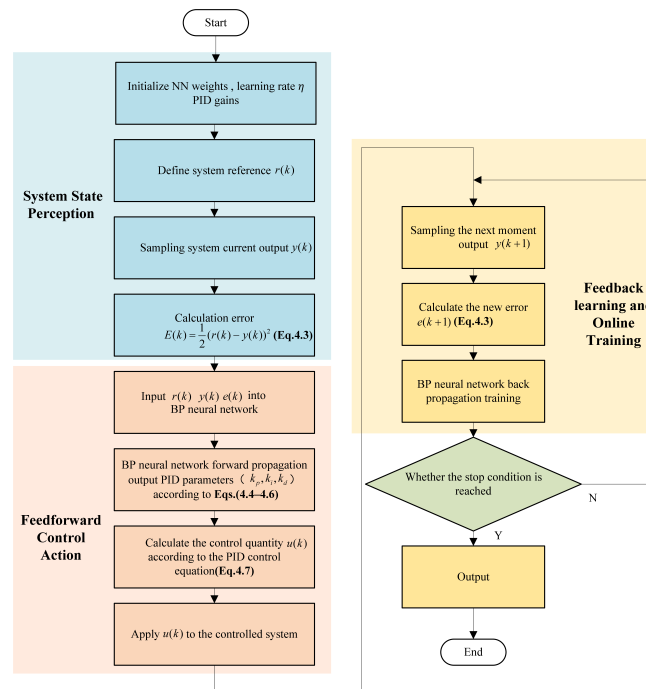 Start
System State
Perception
Initialize NN weights , learning rate η
PID gains
Define system reference r(k)
Sampling system current output y(k)
Calculation error
E(k)=1/2(r(k)−y(k))² (Eq.4.3)
Feedforward
Control
Action
Input r(k) y(k) e(k) into
BP neural network
BP neural network forward propagation
output PID parameters （ kp,ki,kd）
according to Eqs.(4.4–4.6)
Calculate the control quantity u(k)
according to the PID control
equation(Eq.4.7)
Apply u(k) to the controlled system
Sampling the next moment
output y(k+1)
Calculate the new error
e(k+1) (Eq.4.3)
BP neural network back
propagation training
Feedback
learning and
Online
Training
Whether the stop condition is
reached
N
Y
Output
End